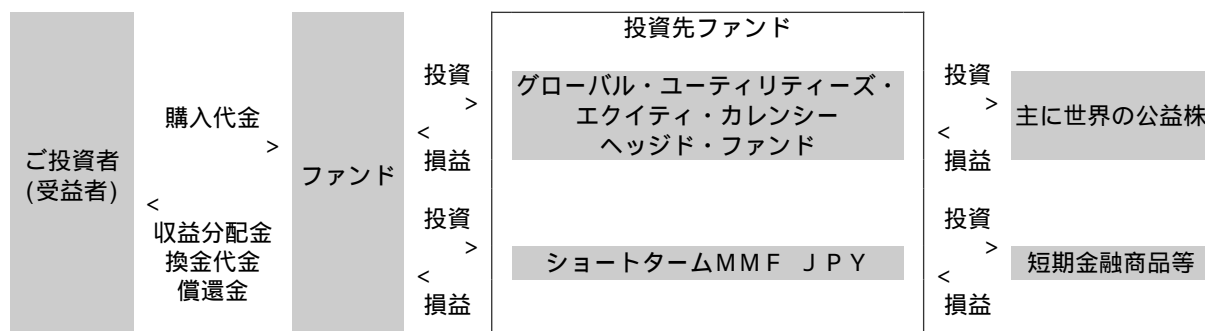 投資先ファンド
ご投資者
(受益者)
購入代金
>
<
収益分配金
換金代金
償還金
ファンド
投資
>
<
損益
グローバル・ユーティリティーズ・
エクイティ・カレンシー
ヘッジド・ファンド
投資
>
<
損益
主に世界の公益株
投資
>
<
損益
ショートタームMMF JPY
投資
>
<
損益
短期金融商品等